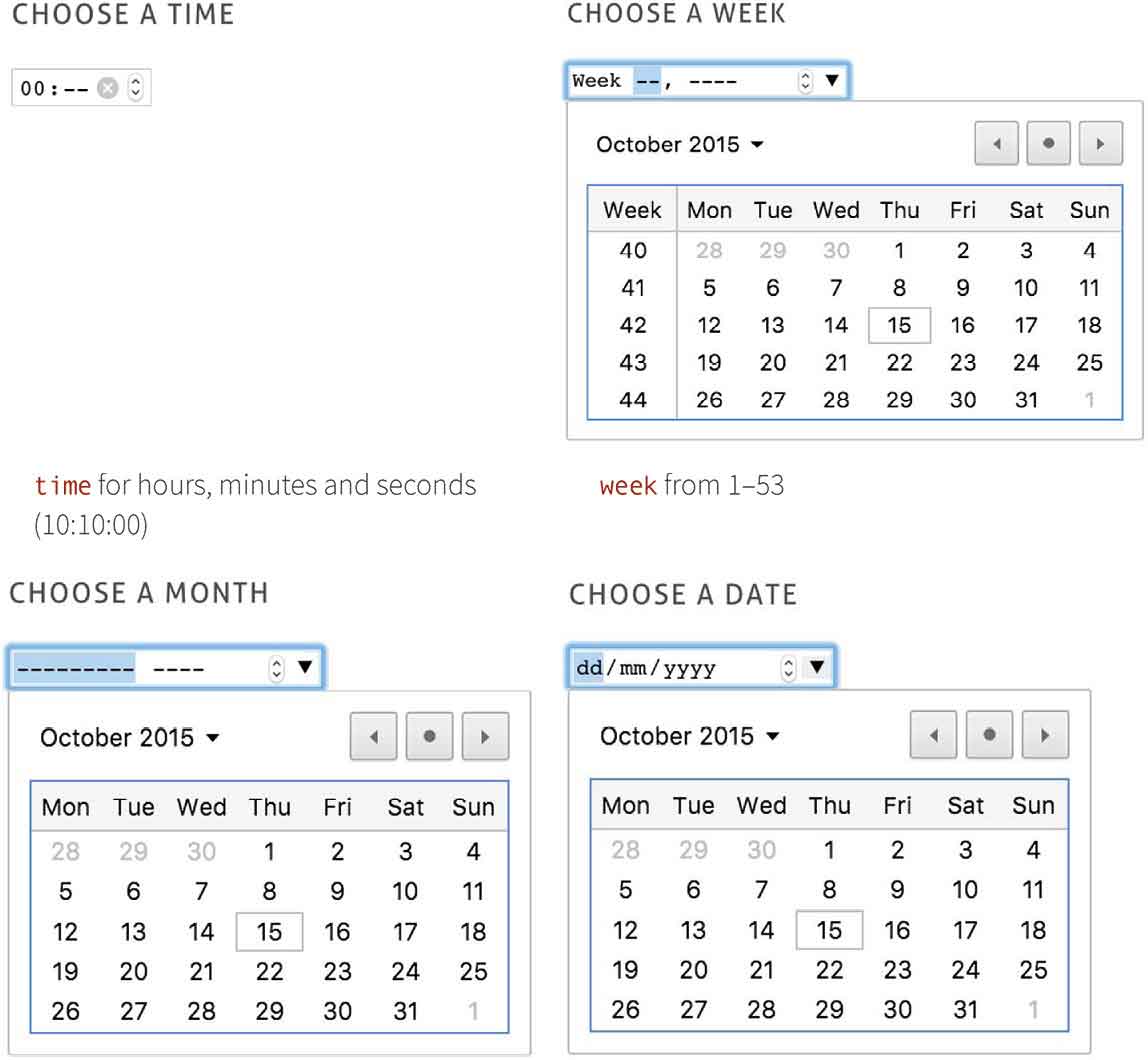 CHOOSE A TIME
00:--
CHOOSE A WEEK
Week --, ----
October 2015
Week Mon Tue Wed Thu Fri Sat Sun
40 28 29 30 1 2 3 4
41 5 6 7 8 9 10 11
42 12 13 14 15 16 17 18
43 19 20 21 22 23 24 25
44 26 27 28 29 30 31 1
time for hours, minutes and seconds
(10:10:00)
week from 1–53
CHOOSE A MONTH
--------- ----
October 2015
Mon Tue Wed Thu Fri Sat Sun
28 29 30 1 2 3 4
5 6 7 8 9 10 11
12 13 14 15 16 17 18
19 20 21 22 23 24 25
26 27 28 29 30 31 1
CHOOSE A DATE
dd/mm/yyyy
October 2015
Mon Tue Wed Thu Fri Sat Sun
28 29 30 1 2 3 4
5 6 7 8 9 10 11
12 13 14 15 16 17 18
19 20 21 22 23 24 25
26 27 28 29 30 31 1